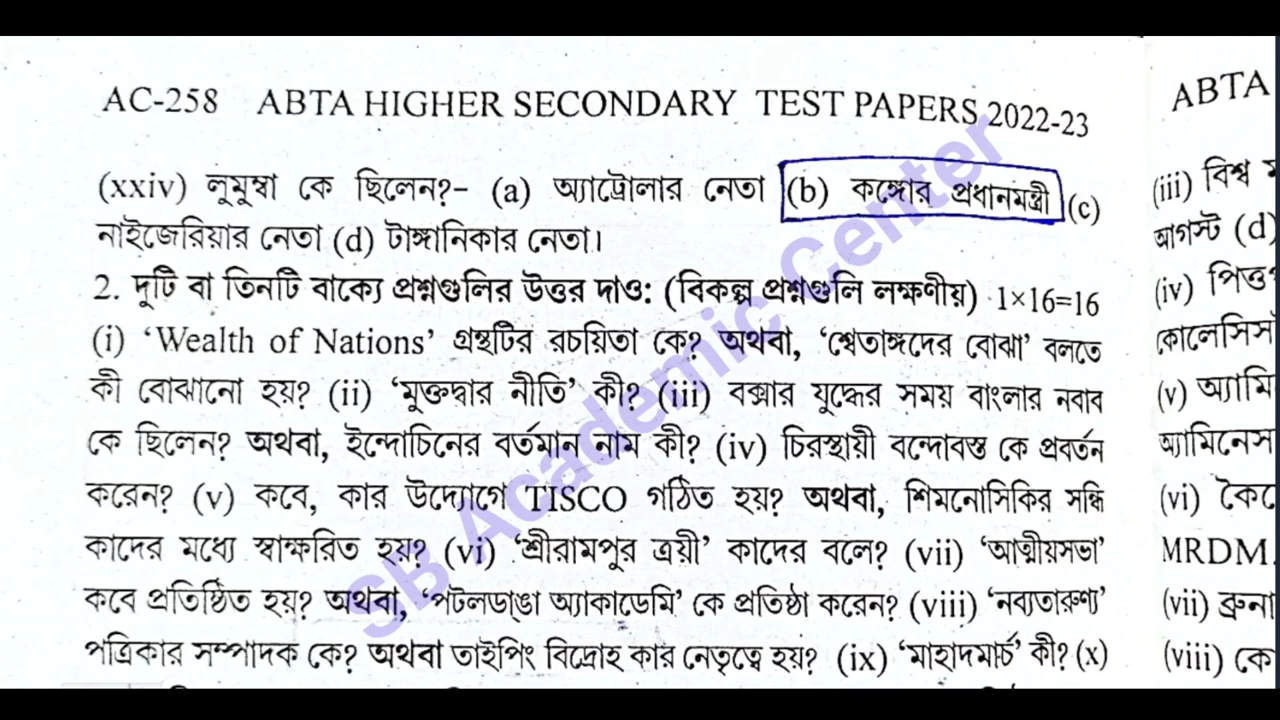 AC-258 ABTA HIGHER SECONDARY TEST PAPERS 2022-23
(xxiv) লুমুম্বা কে ছিলেন?– (a) অ্যাট্রোলার নেতা (b) কঙ্গোর প্রধানমন্ত্রী (c)
নাইজেরিয়ার নেতা (d) টাঙ্গানিকার নেতা।
2. দুটি বা তিনটি বাক্যে প্রশ্নগুলির উত্তর দাও: (বিকল্প প্রশ্নগুলি লক্ষণীয়) 1×16=16
(i) ‘Wealth of Nations’ গ্রন্থটির রচয়িতা কে? অথবা, ‘শ্বেতাঙ্গদের বোঝা’ বলতে
কী বোঝানো হয়? (ii) ‘মুক্তদ্বার নীতি’ কী? (iii) বক্সার যুদ্ধের সময় বাংলার নবাব
কে ছিলেন? অথবা, ইন্দোচিনের বর্তমান নাম কী? (iv) চিরস্থায়ী বন্দোবস্ত কে প্রবর্তন
করেন? (v) কবে, কার উদ্যোগে TISCO গঠিত হয়? অথবা, শিমনোসিকির সন্ধি
কাদের মধ্যে স্বাক্ষরিত হয়? (vi) ‘শ্রীরামপুর ত্রয়ী’ কাদের বলে? (vii) ‘আত্মীয়সভা’
কবে প্রতিষ্ঠিত হয়? অথবা, ‘পটলডাঙা অ্যাকাডেমি’ কে প্রতিষ্ঠা করেন? (viii) ‘নব্যতারুণ্য’
পত্রিকার সম্পাদক কে? অথবা তাইপিং বিদ্রোহ কার নেতৃত্বে হয়? (ix) ‘মাহাদমার্চ’ কী? (x)
SB Academic Center
ABTA
(iii) বিশ্ব
আগস্ট (d)
(iv)
(v)
(vi)
MRDM
(vii)
(viii)